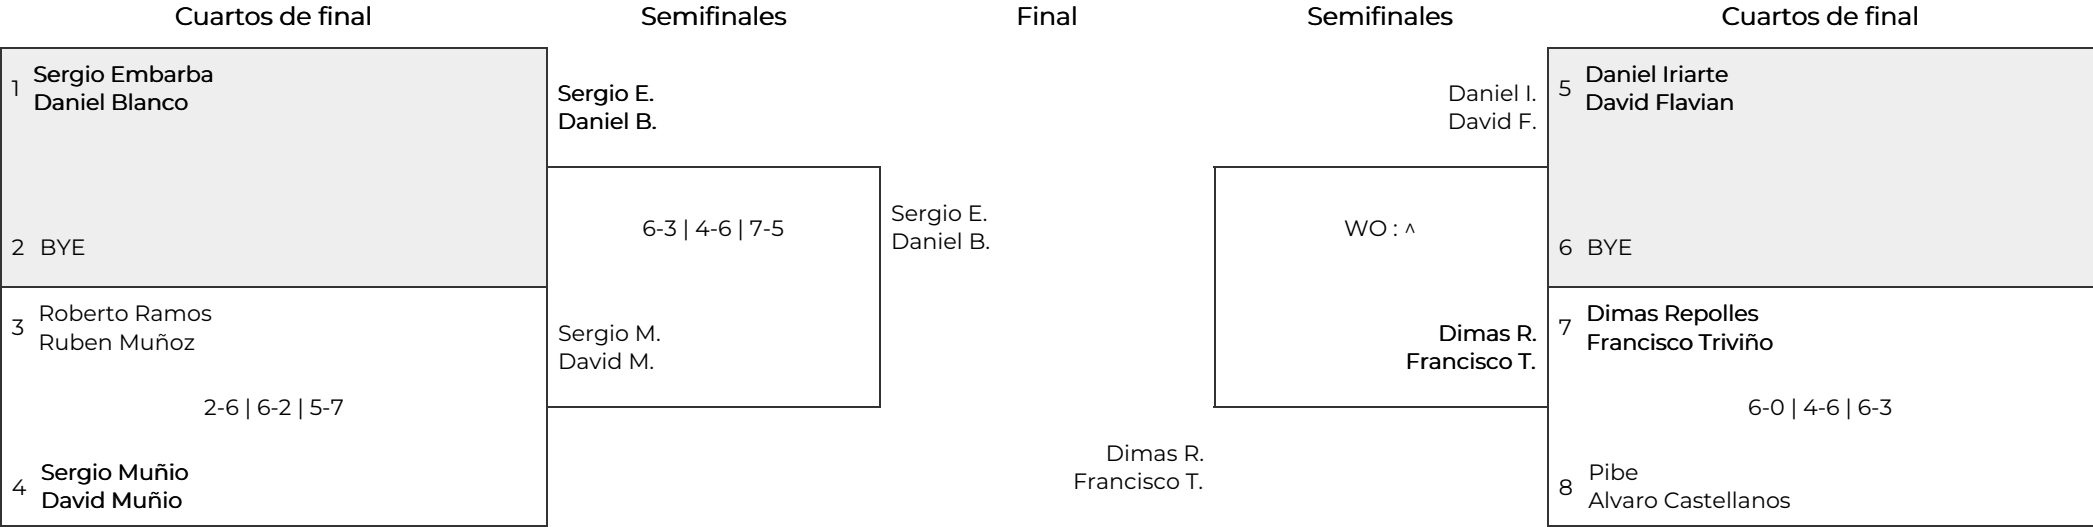 Cuartos de final
Semifinales
Final
Semifinales
Cuartos de final
1
Sergio Embarba
Daniel Blanco
2 BYE
3
Roberto Ramos
Ruben Muñoz
2-6 | 6-2 | 5-7
4
Sergio Muñio
David Muñio
Sergio E.
Daniel B.
6-3 | 4-6 | 7-5
Sergio M.
David M.
Sergio E.
Daniel B.
Dimas R.
Francisco T.
Daniel I.
David F.
WO : ^
Dimas R.
Francisco T.
5
Daniel Iriarte
David Flavian
6 BYE
7
Dimas Repolles
Francisco Triviño
6-0 | 4-6 | 6-3
8
Pibe
Alvaro Castellanos